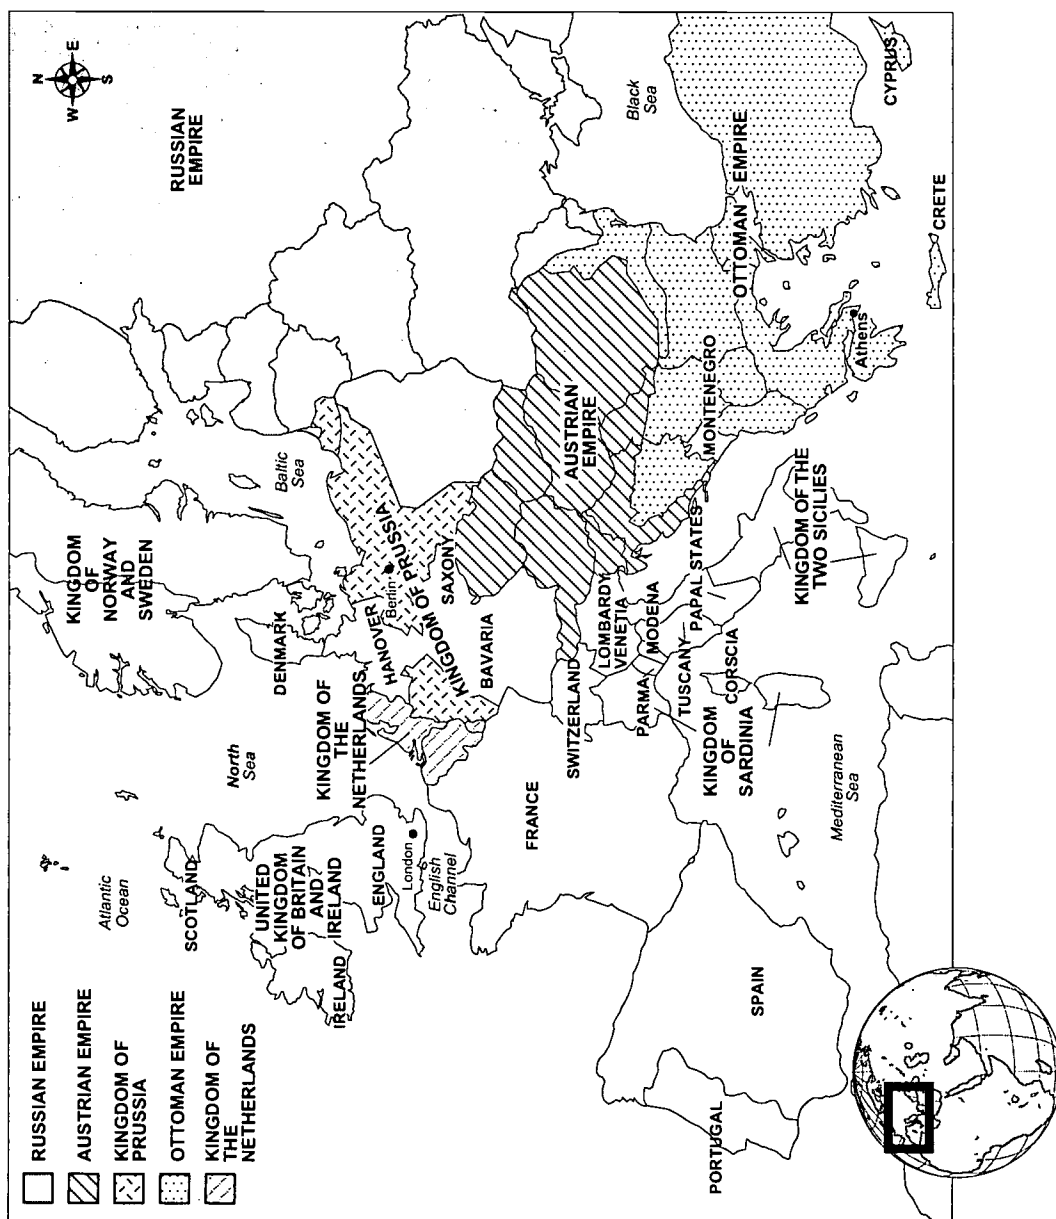 N
W
E
S
RUSSIAN
EMPIRE
KINGDOM
OF
NORWAY
AND
SWEDEN
Baltic
Sea
DENMARK
North
Sea
Atlantic
Ocean
SCOTLAND
UNITED
KINGDOM
OF BRITAIN
AND
IRELAND
IRELAND
ENGLAND
London
English
Channel
KINGDOM OF
THE
NETHERLANDS
HANOVER
Berlin
KINGDOM OF PRUSSIA
SAXONY
BAVARIA
FRANCE
SWITZERLAND
AUSTRIAN
EMPIRE
LOMBARDY
VENETIA
PARMA
MODENA
TUSCANY
PAPAL STATES
CORSCIA
KINGDOM
OF
SARDINIA
KINGDOM OF THE
TWO SICILIES
MONTENEGRO
OTTOMAN EMPIRE
Black
Sea
Athens
CRETE
CYPRUS
Mediterranean
Sea
SPAIN
PORTUGAL
RUSSIAN EMPIRE
AUSTRIAN EMPIRE
KINGDOM OF
PRUSSIA
OTTOMAN EMPIRE
KINGDOM OF
THE
NETHERLANDS